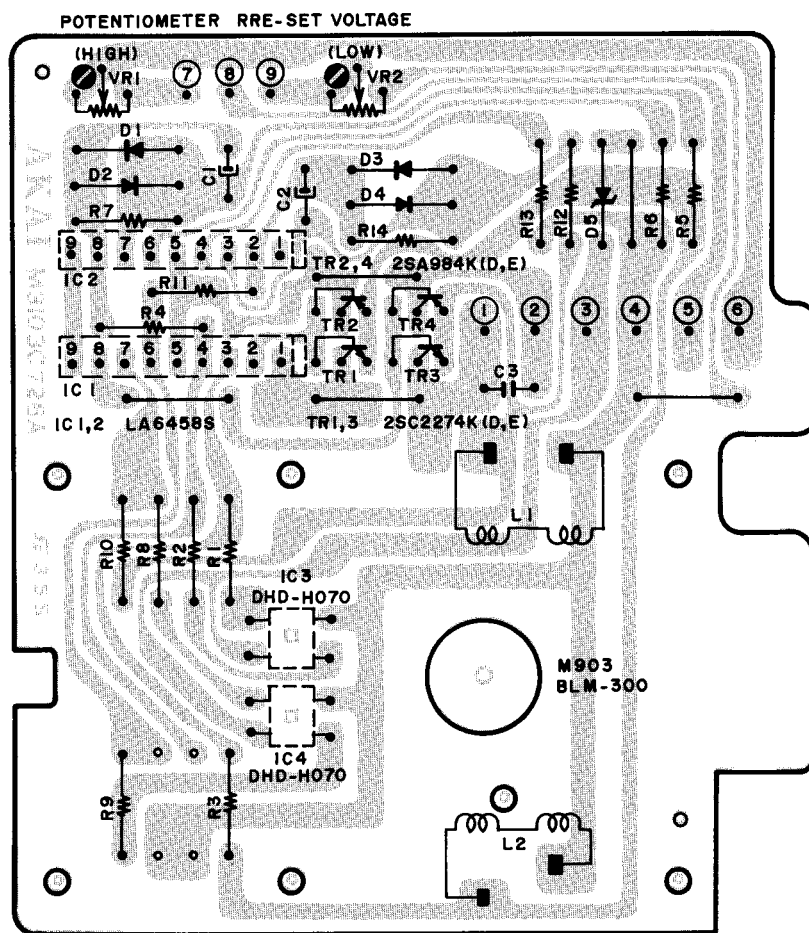 POTENTIOMETER RRE-SET VOLTAGE
(HIGH) (LOW)
VR1 7 8 9 VR2
D1
D2
R7
C1
C2
D3
D4
R14
R13 R12 D5 R6 R5
9 8 7 6 5 4 3 2 1
IC2
R11
TR2,4 2SA984K(D,E)
TR2 TR4
R4
1 2 3 4 5 6
9 8 7 6 5 4 3 2 1
IC1
TR1 TR3
C3
IC1,2 LA6458S
TR1,3 2SC2274K(D,E)
L1
R10 R8 R2 R1
IC3
DHD-H070
M903
BLM-300
IC4
DHD-H070
R9 R3
L2
AKAI